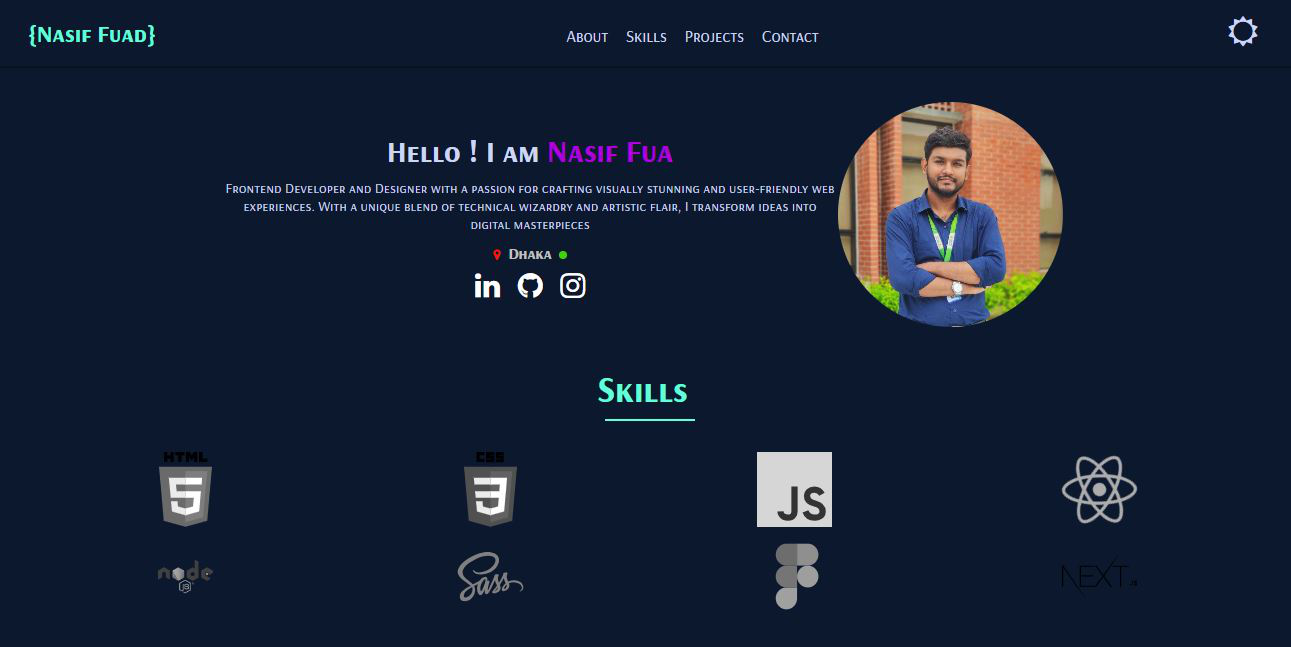 {Nasif Fuad}
About Skills Projects Contact
Hello ! I am Nasif Fua
Frontend Developer and Designer with a passion for crafting visually stunning and user-friendly web
experiences. With a unique blend of technical wizardry and artistic flair, I transform ideas into
digital masterpieces
Dhaka
in
Skills
HTML CSS
5 3 JS
node JS Sass NEXT.JS